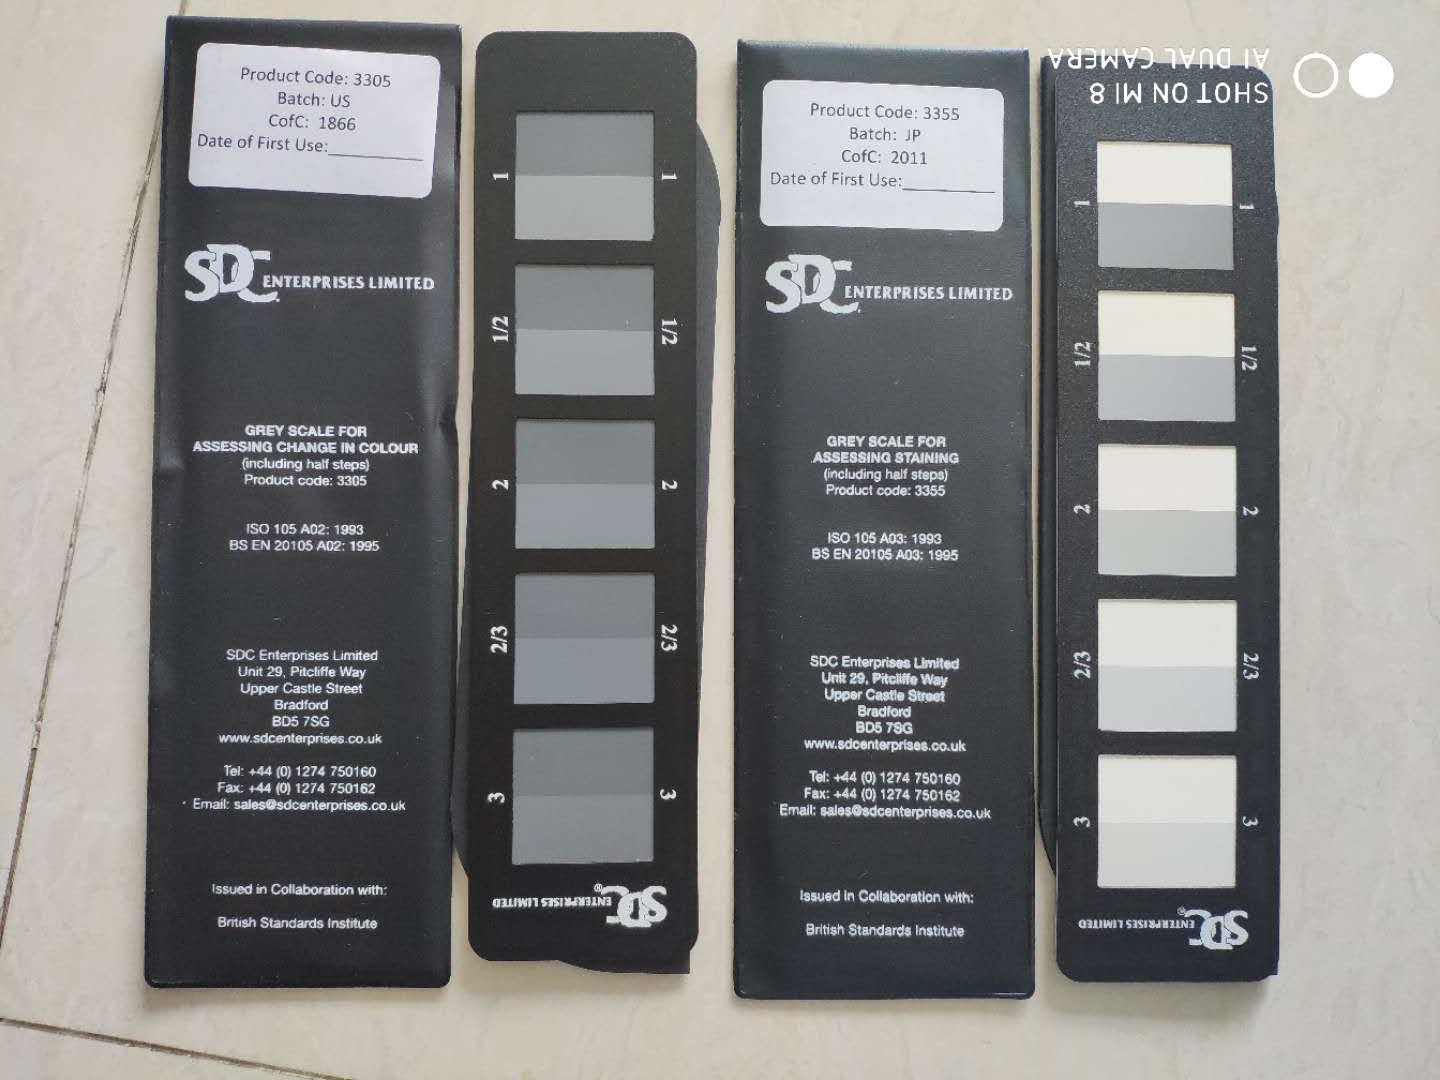 Product Code: 3305
Batch: US
CofC: 1866
Date of First Use:__________
SDC ENTERPRISES LIMITED
GREY SCALE FOR
ASSESSING CHANGE IN COLOUR
(including half steps)
Product code: 3305
ISO 105 A02: 1993
BS EN 20105 A02: 1995
SDC Enterprises Limited
Unit 29, Pitcliffe Way
Upper Castle Street
Bradford
BD5 7SG
www.sdcenterprises.co.uk
Tel: +44 (0) 1274 750160
Fax: +44 (0) 1274 750162
Email: sales@sdcenterprises.co.uk
Issued in Collaboration with:
British Standards Institute
1 1
1/2 1/2
2 2
2/3 2/3
3 3
SDC® ENTERPRISES LIMITED
Product Code: 3355
Batch: JP
CofC: 2011
Date of First Use:__________
SDC ENTERPRISES LIMITED
GREY SCALE FOR
ASSESSING STAINING
(including half steps)
Product code: 3355
ISO 105 A03: 1993
BS EN 20105 A03: 1995
SDC Enterprises Limited
Unit 29, Pitcliffe Way
Upper Castle Street
Bradford
BD5 7SG
www.sdcenterprises.co.uk
Tel: +44 (0) 1274 750160
Fax: +44 (0) 1274 750162
Email: sales@sdcenterprises.co.uk
Issued in Collaboration with:
British Standards Institute
1 1
1/2 1/2
2 2
2/3 2/3
3 3
SDC® ENTERPRISES LIMITED
SHOT ON MI 8
AI DUAL CAMERA